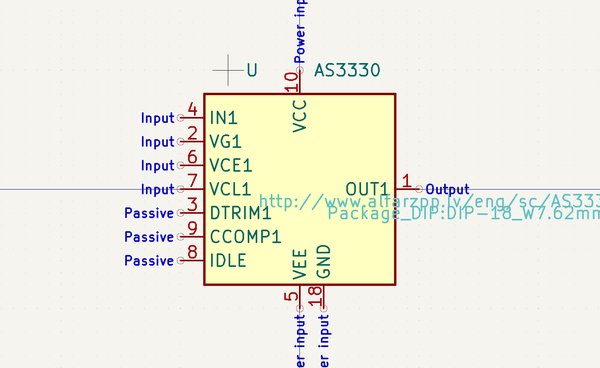 Power inp
U
AS3330
10
VCC
Input 4 IN1
Input 2 VG1
Input 6 VCE1
Input 7 VCL1
OUT1 1 Output
http://www.alfarzpp.lv/eng/sc/AS333
Package_DIP:DIP-18_W7.62mm
Passive 3 DTRIM1
Passive 9 CCOMP1
Passive 8 IDLE
VEE
GND
5
18
er input
er input